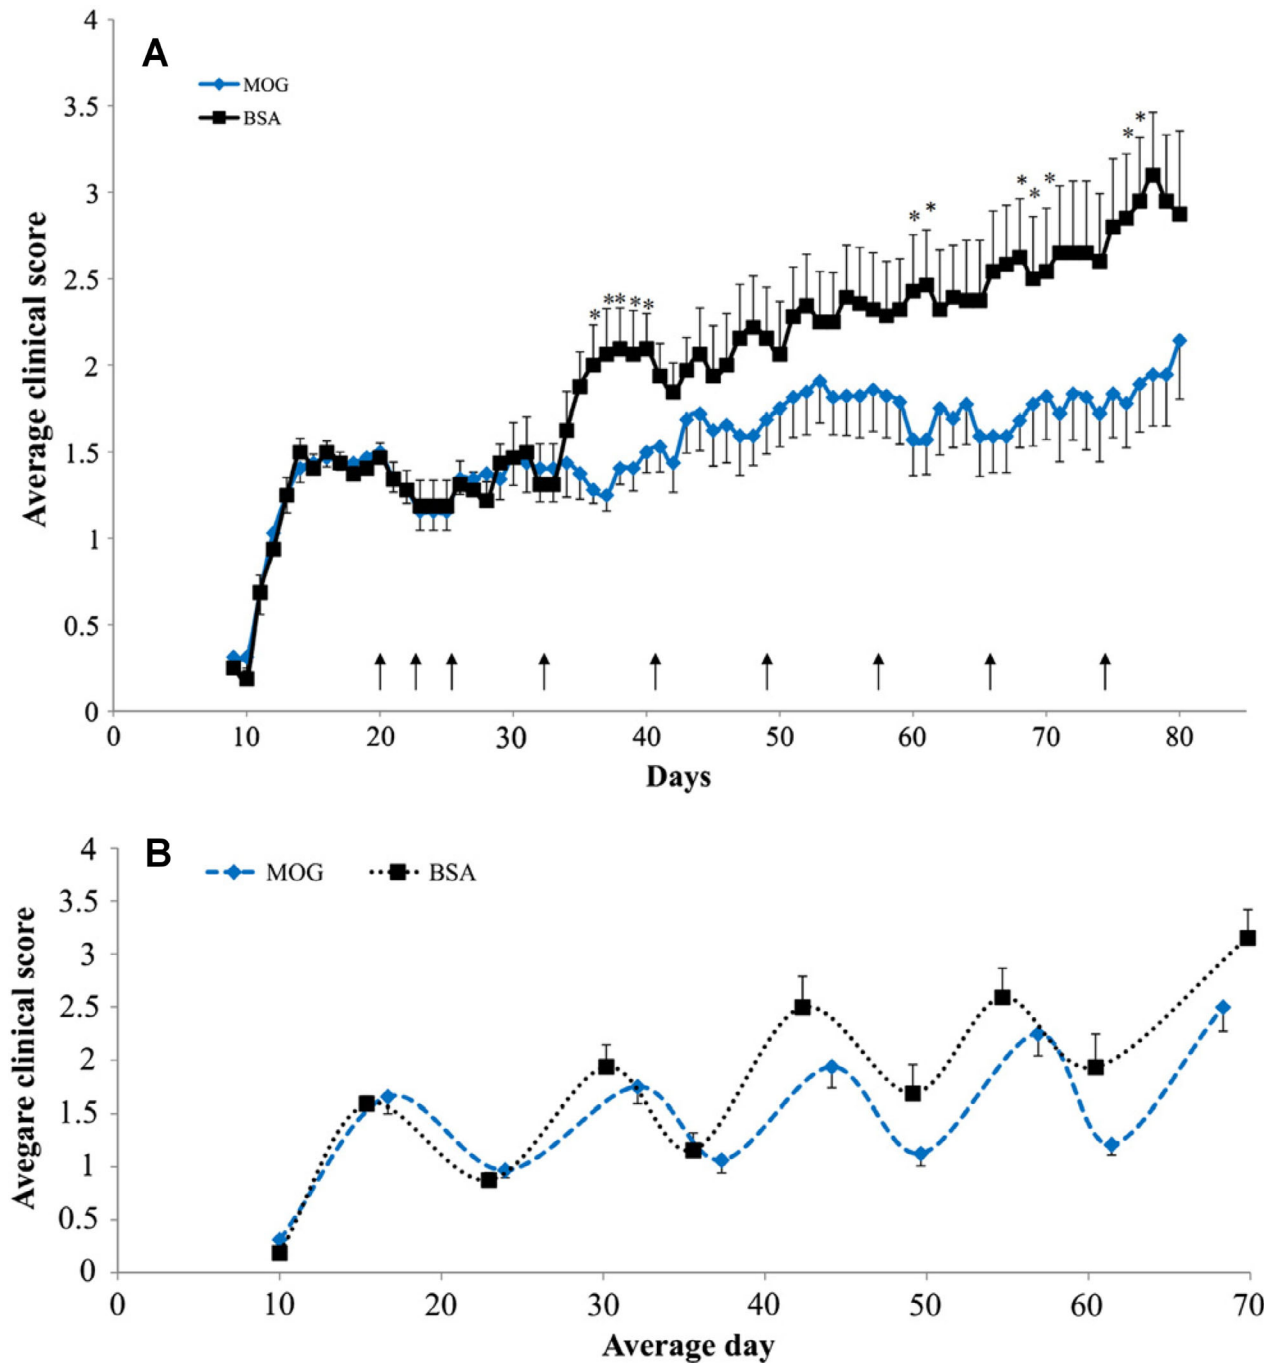 A
MOG
BSA
4
3.5
3
2.5
2
1.5
1
0.5
0
Average clinical score
* ** * * * * * * * * *
0 10 20 30 40 50 60 70 80
Days
B
MOG BSA
4
3.5
3
2.5
2
1.5
1
0.5
0
Avegare clinical score
0 10 20 30 40 50 60 70
Average day